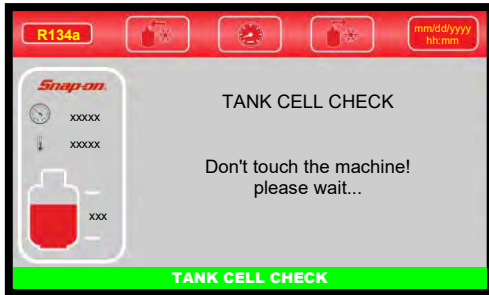 R134a
mm/dd/yyyy
hh:mm
Snap-on
xxxxx
xxxxx
xxx
TANK CELL CHECK
Don't touch the machine!
please wait...
TANK CELL CHECK